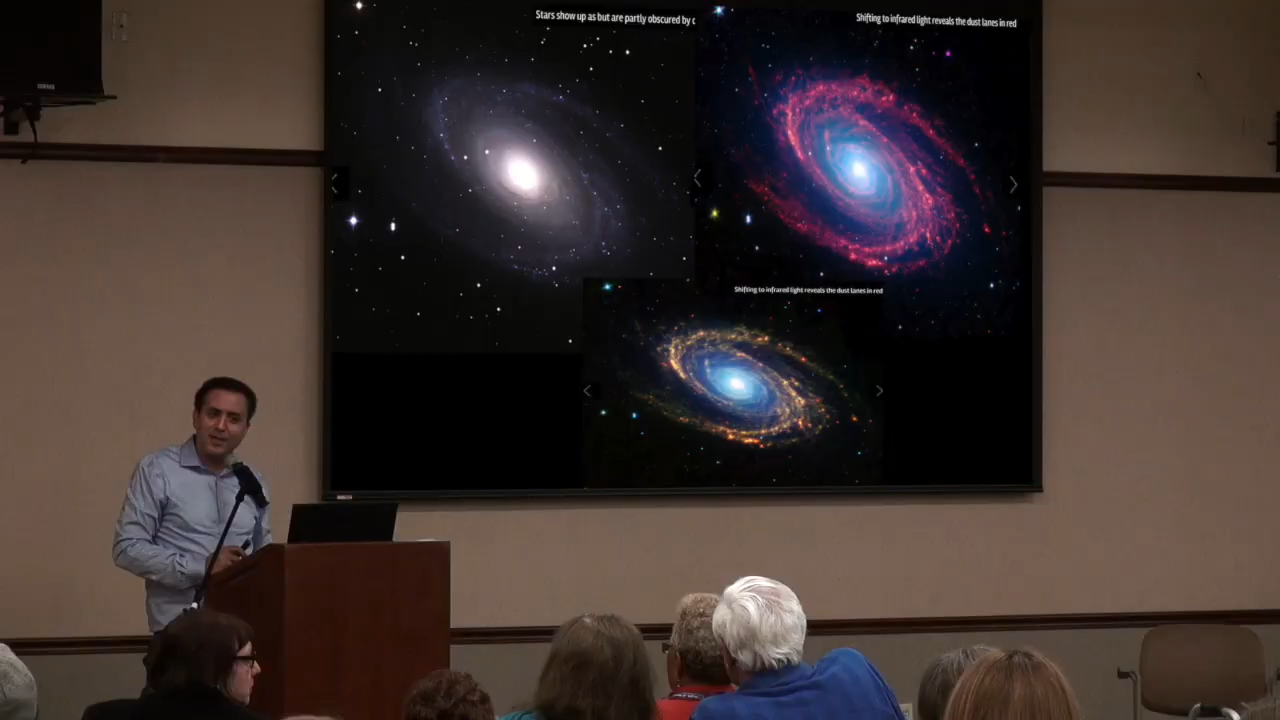 Stars show up as but are partly obscured by c
Shifting to infrared light reveals the dust lanes in red
Shifting to infrared light reveals the dust lanes in red